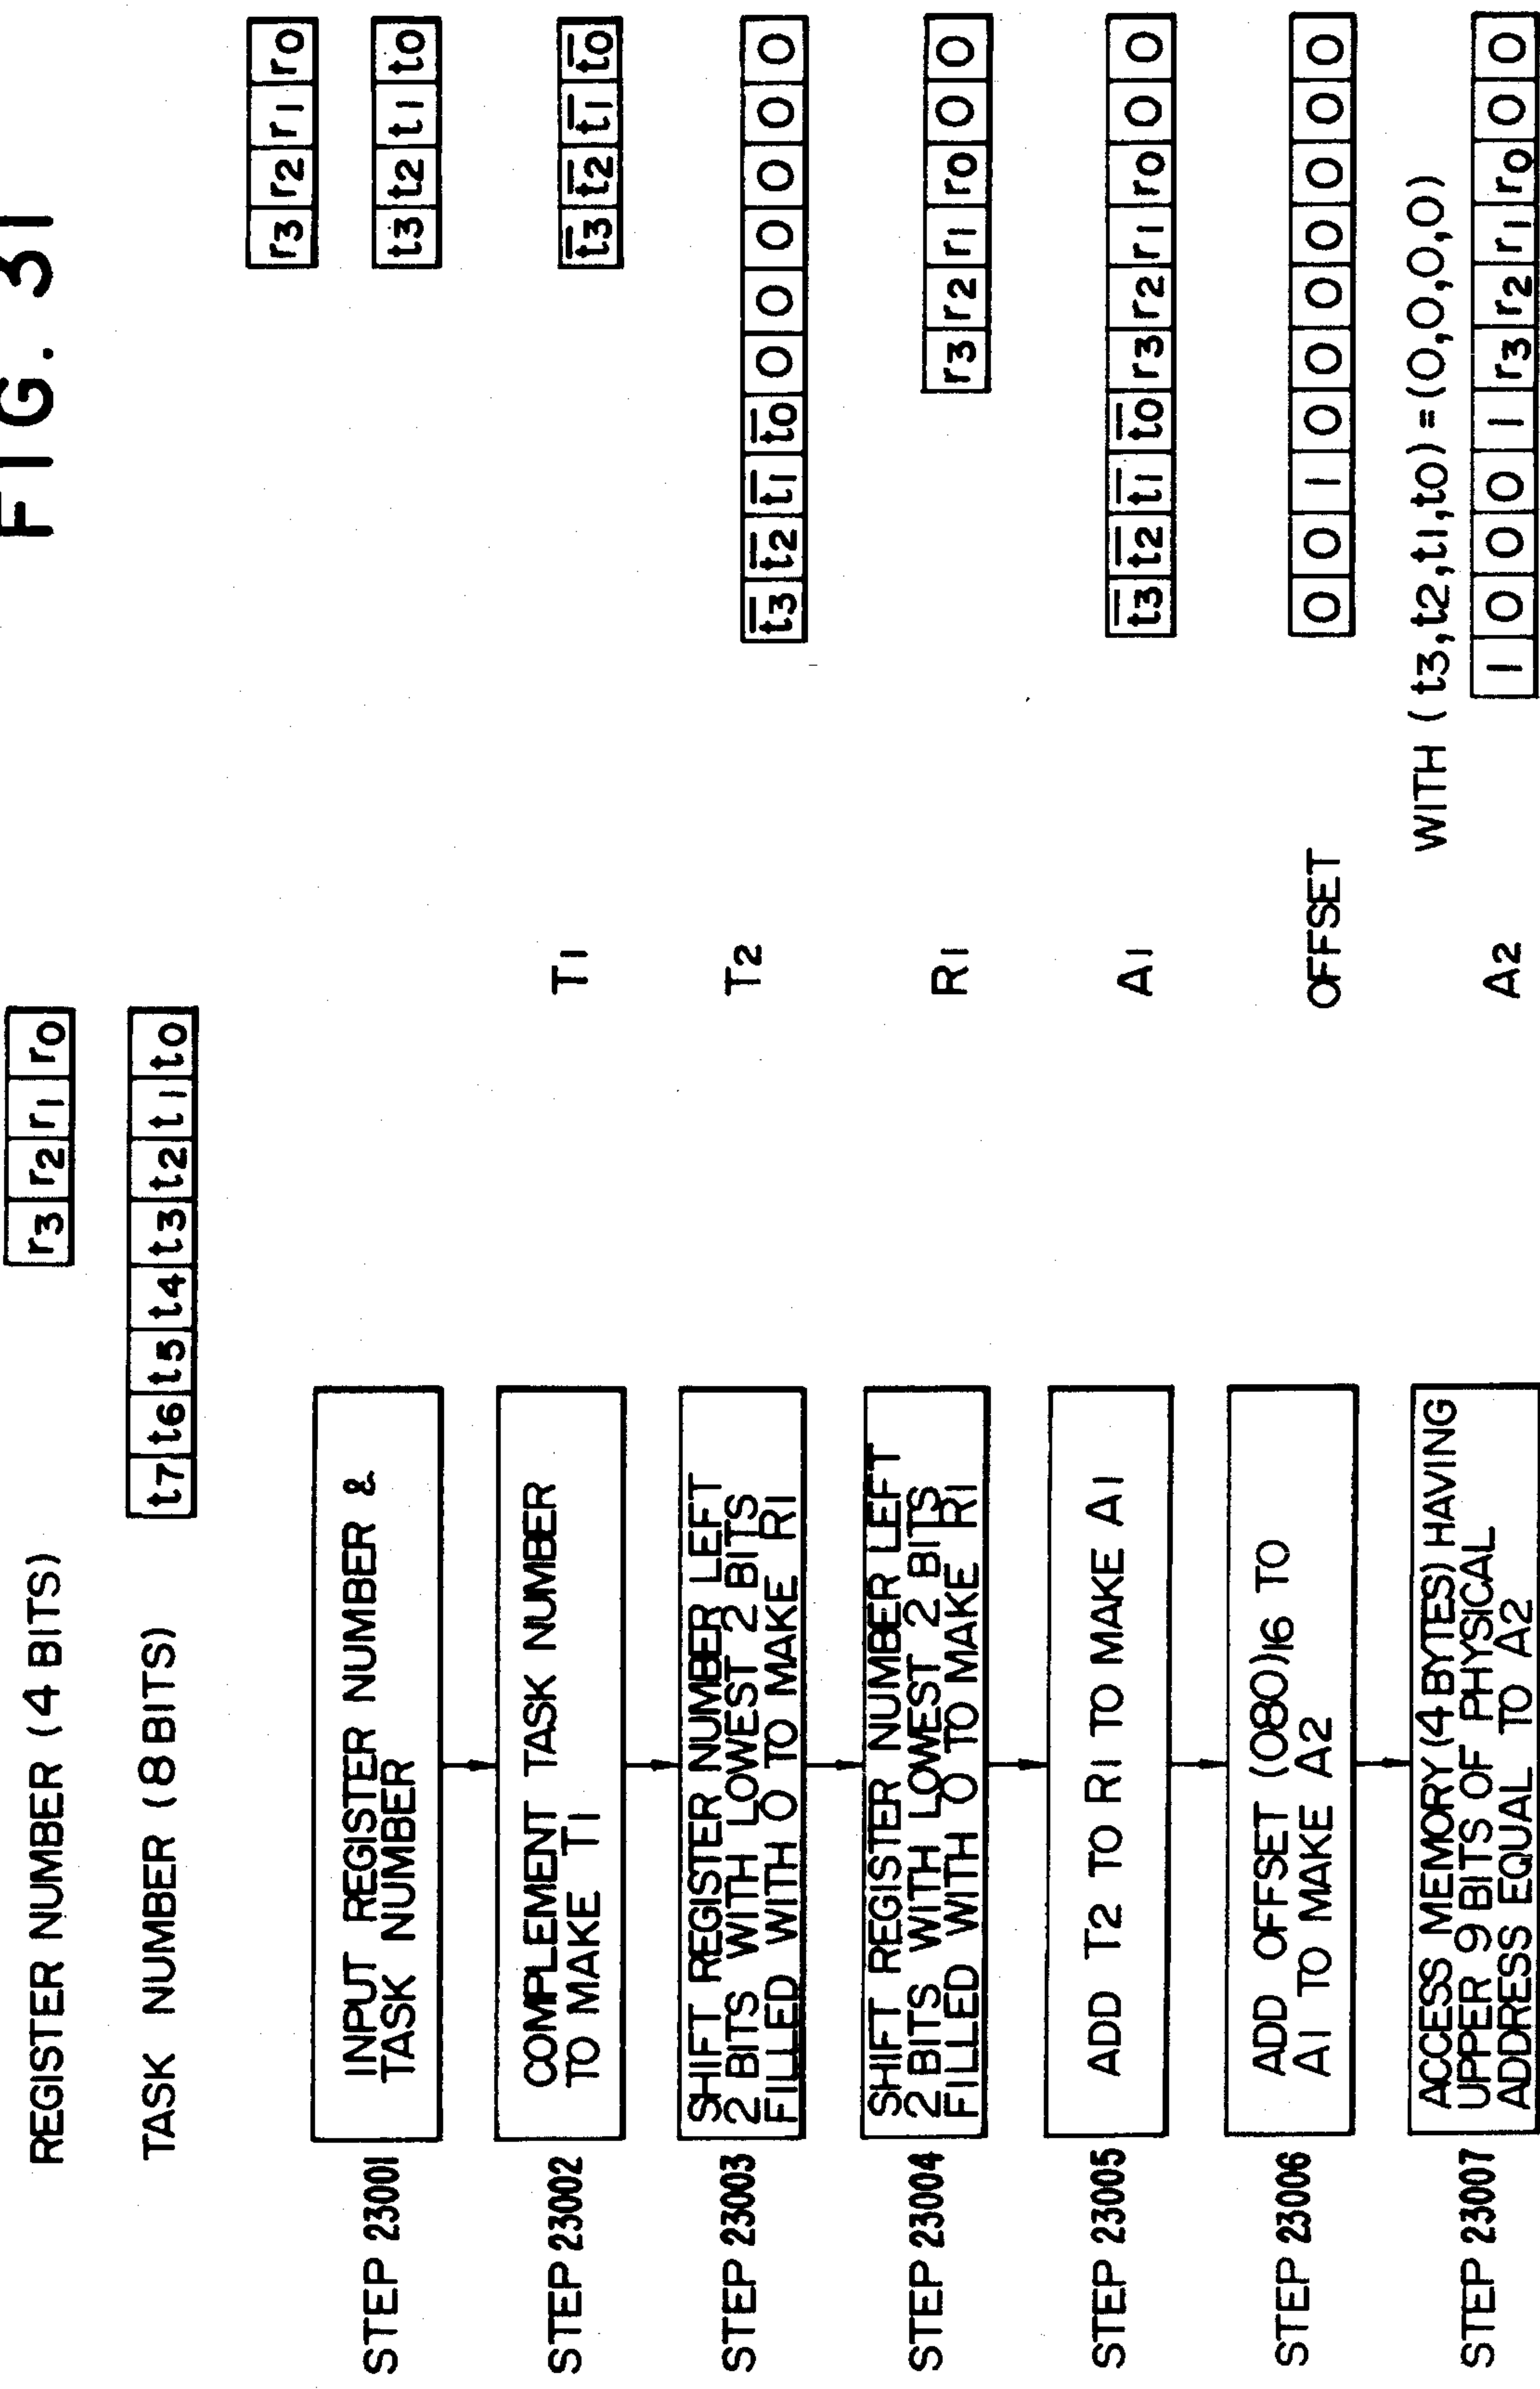 FIG. 31
REGISTER NUMBER (4 BITS)
r3 r2 r1 r0
TASK NUMBER (8 BITS)
t7 t6 t5 t4 t3 t2 t1 t0
STEP 23001
INPUT REGISTER NUMBER &
TASK NUMBER
r3 r2 r1 r0
t3 t2 t1 t0
STEP 23002
COMPLEMENT TASK NUMBER
TO MAKE T1
T1
t̅3 t̅2 t̅1 t̅0
STEP 23003
SHIFT REGISTER NUMBER LEFT
2 BITS WITH LOWEST 2 BITS
FILLED WITH 0 TO MAKE R1
T2
t̅3 t̅2 t̅1 t̅0 0 0 0 0 0 0
STEP 23004
SHIFT REGISTER NUMBER LEFT
2 BITS WITH LOWEST 2 BITS
FILLED WITH 0 TO MAKE R1
R1
r3 r2 r1 r0 0 0
STEP 23005
ADD T2 TO R1 TO MAKE A1
A1
t̅3 t̅2 t̅1 t̅0 r3 r2 r1 r0 0 0
STEP 23006
ADD OFFSET (080)16 TO
A1 TO MAKE A2
OFFSET
0 0 1 0 0 0 0 0 0 0
STEP 23007
ACCESS MEMORY (4 BYTES) HAVING
UPPER 9 BITS OF PHYSICAL
ADDRESS EQUAL TO A2
WITH (t3,t2,t1,t0)=(0,0,0,0)
A2
1 0 0 0 1 r3 r2 r1 r0 0 0